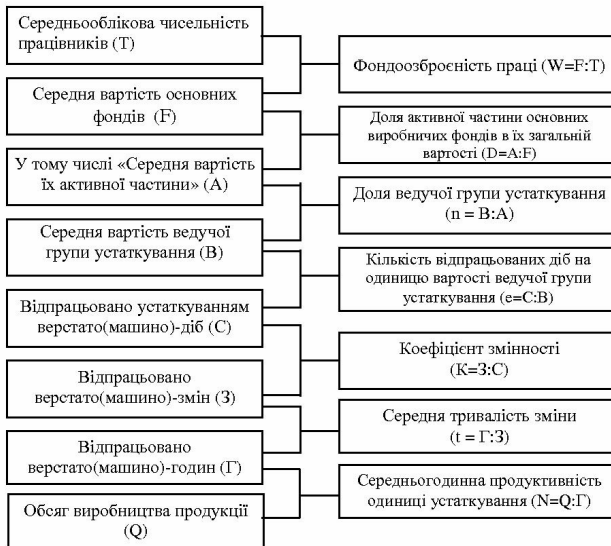 Середньооблікова чисельність
працівників (Т)
Середня вартість основних
фондів (F)
У тому числі «Середня вартість
їх активної частини» (А)
Середня вартість ведучої
групи устаткування (В)
Відпрацьовано устаткуванням
верстато(машино)-діб (С)
Відпрацьовано
верстато(машино)-змін (З)
Відпрацьовано
верстато(машино)-годин (Г)
Обсяг виробництва продукції
(Q)
Фондоозброєність праці (W=F:T)
Доля активної частини основних
виробничих фондів в їх загальній
вартості (D=A:F)
Доля ведучої групи устаткування
(n = B:A)
Кількість відпрацьованих діб на
одиницю вартості ведучої групи
устаткування (e=C:B)
Коефіцієнт змінності
(К=З:С)
Середня тривалість зміни
(t = Г:З)
Середньогодинна продуктивність
одиниці устаткування (N=Q:Г)